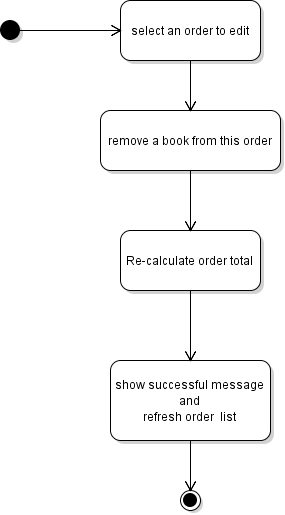 select an order to edit
remove a book from this order
Re-calculate order total
show successful message
and
refresh order list